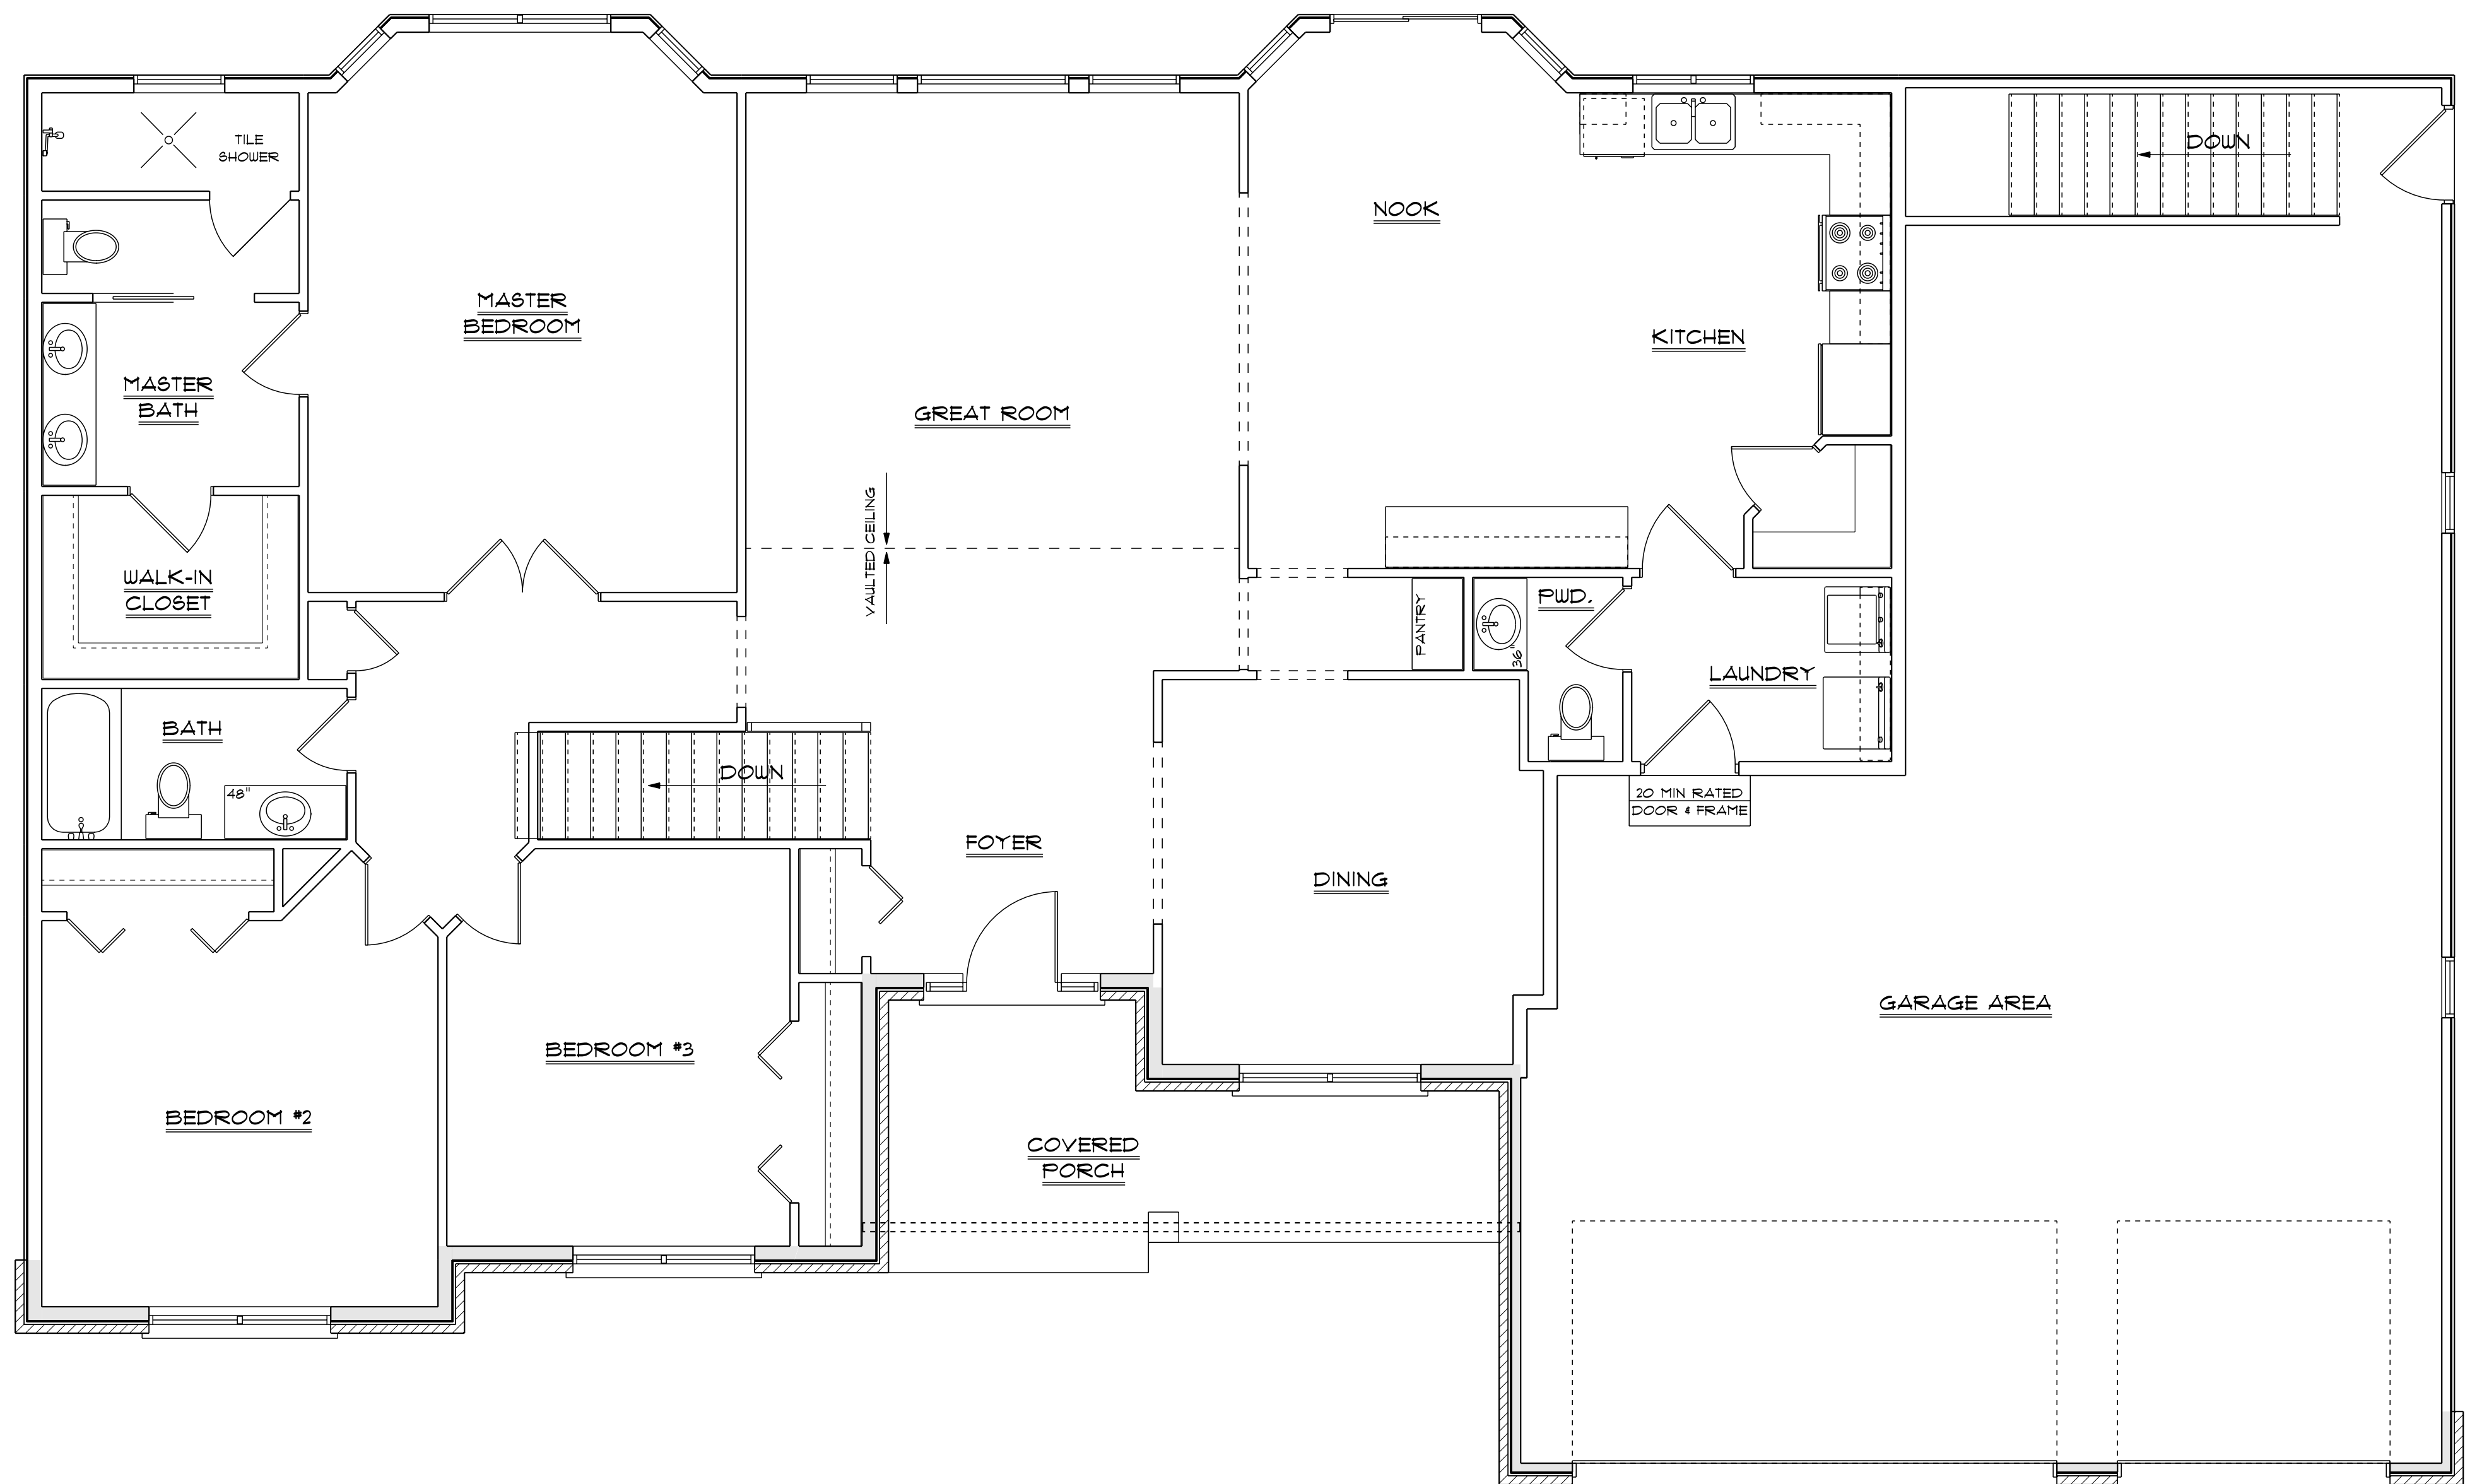 TILE
SHOWER
DOWN
NOOK
MASTER
BEDROOM
KITCHEN
MASTER
BATH
GREAT ROOM
VAULTED CEILING
WALK-IN
CLOSET
PWD.
PANTRY
36"
LAUNDRY
BATH
DOWN
48"
20 MIN RATED
DOOR & FRAME
FOYER
DINING
GARAGE AREA
BEDROOM #3
BEDROOM #2
COVERED
PORCH